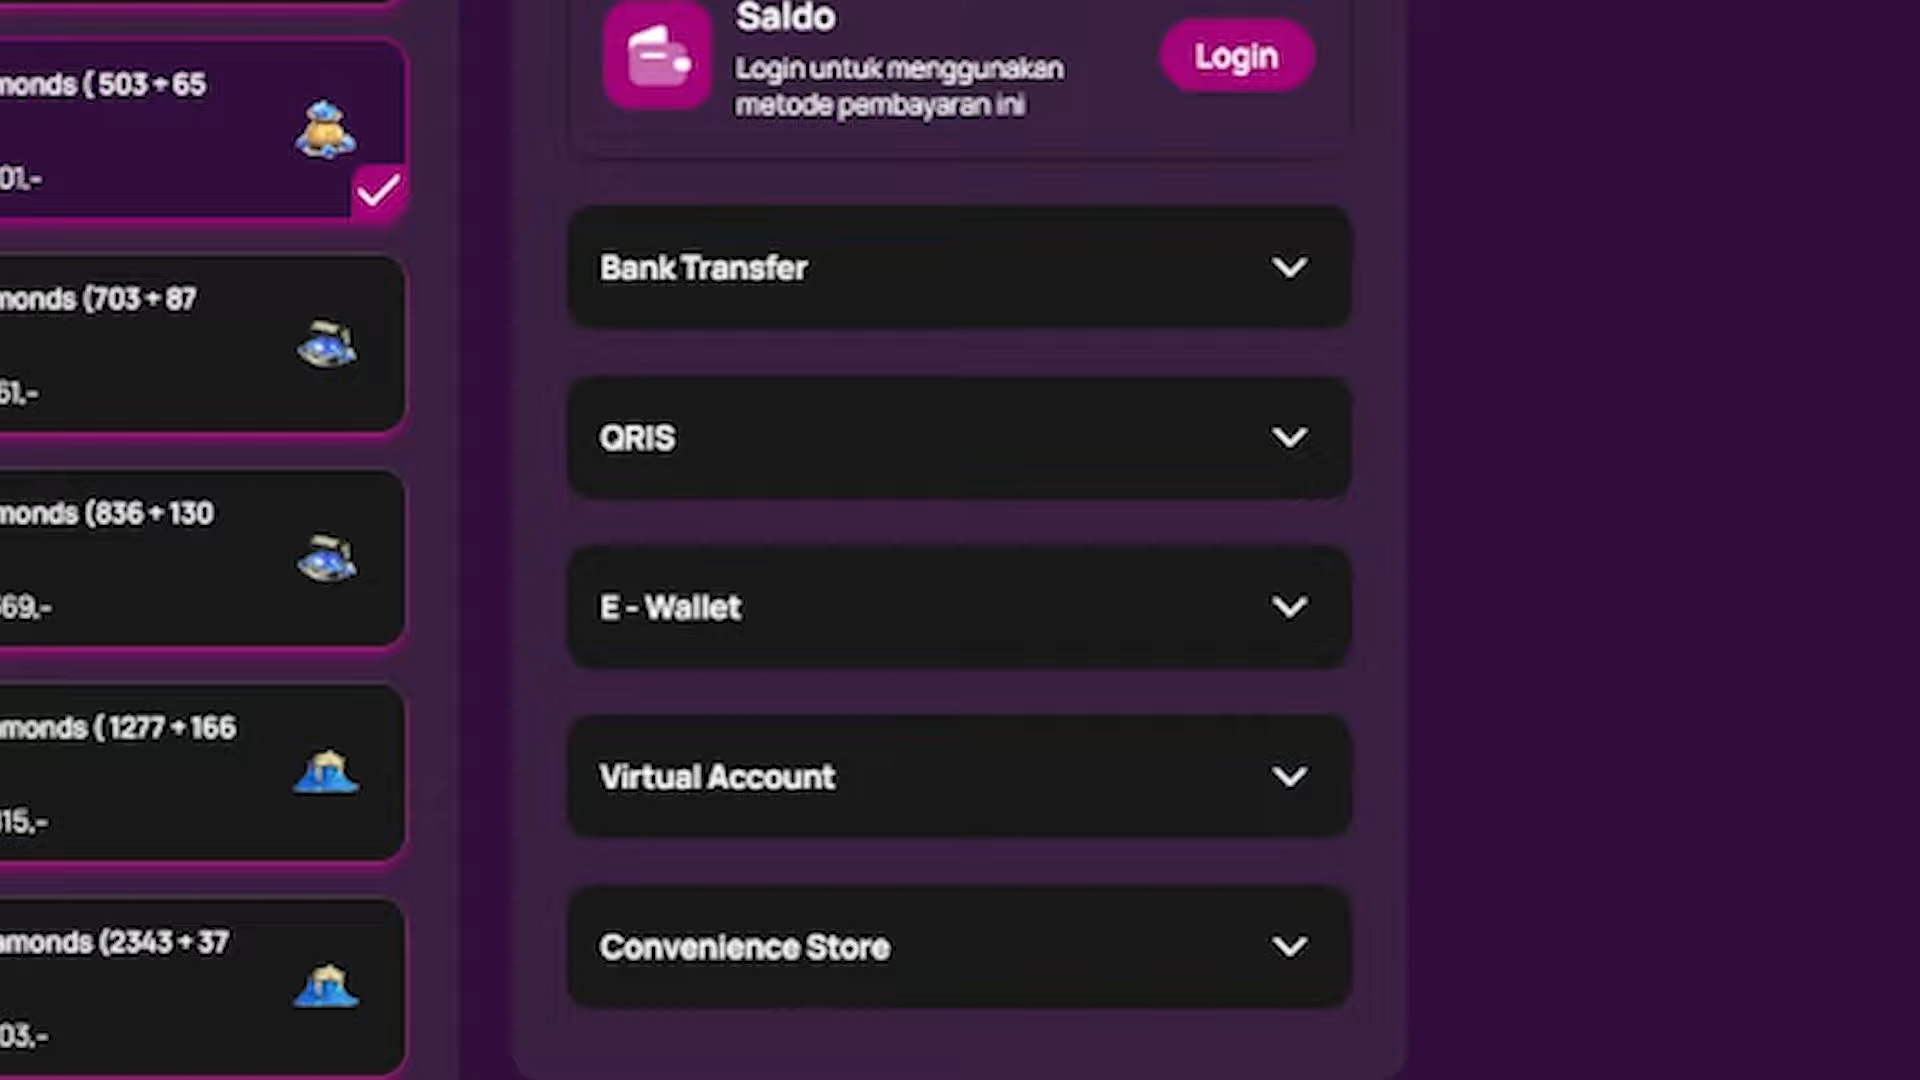 monds ( 503 + 65
01,-
monds (703 + 87
61,-
monds (836 + 130
69,-
monds ( 1277 + 166
15,-
amonds (2343 + 37
03,-
Saldo
Login untuk menggunakan
metode pembayaran ini
Login
Bank Transfer
QRIS
E - Wallet
Virtual Account
Convenience Store